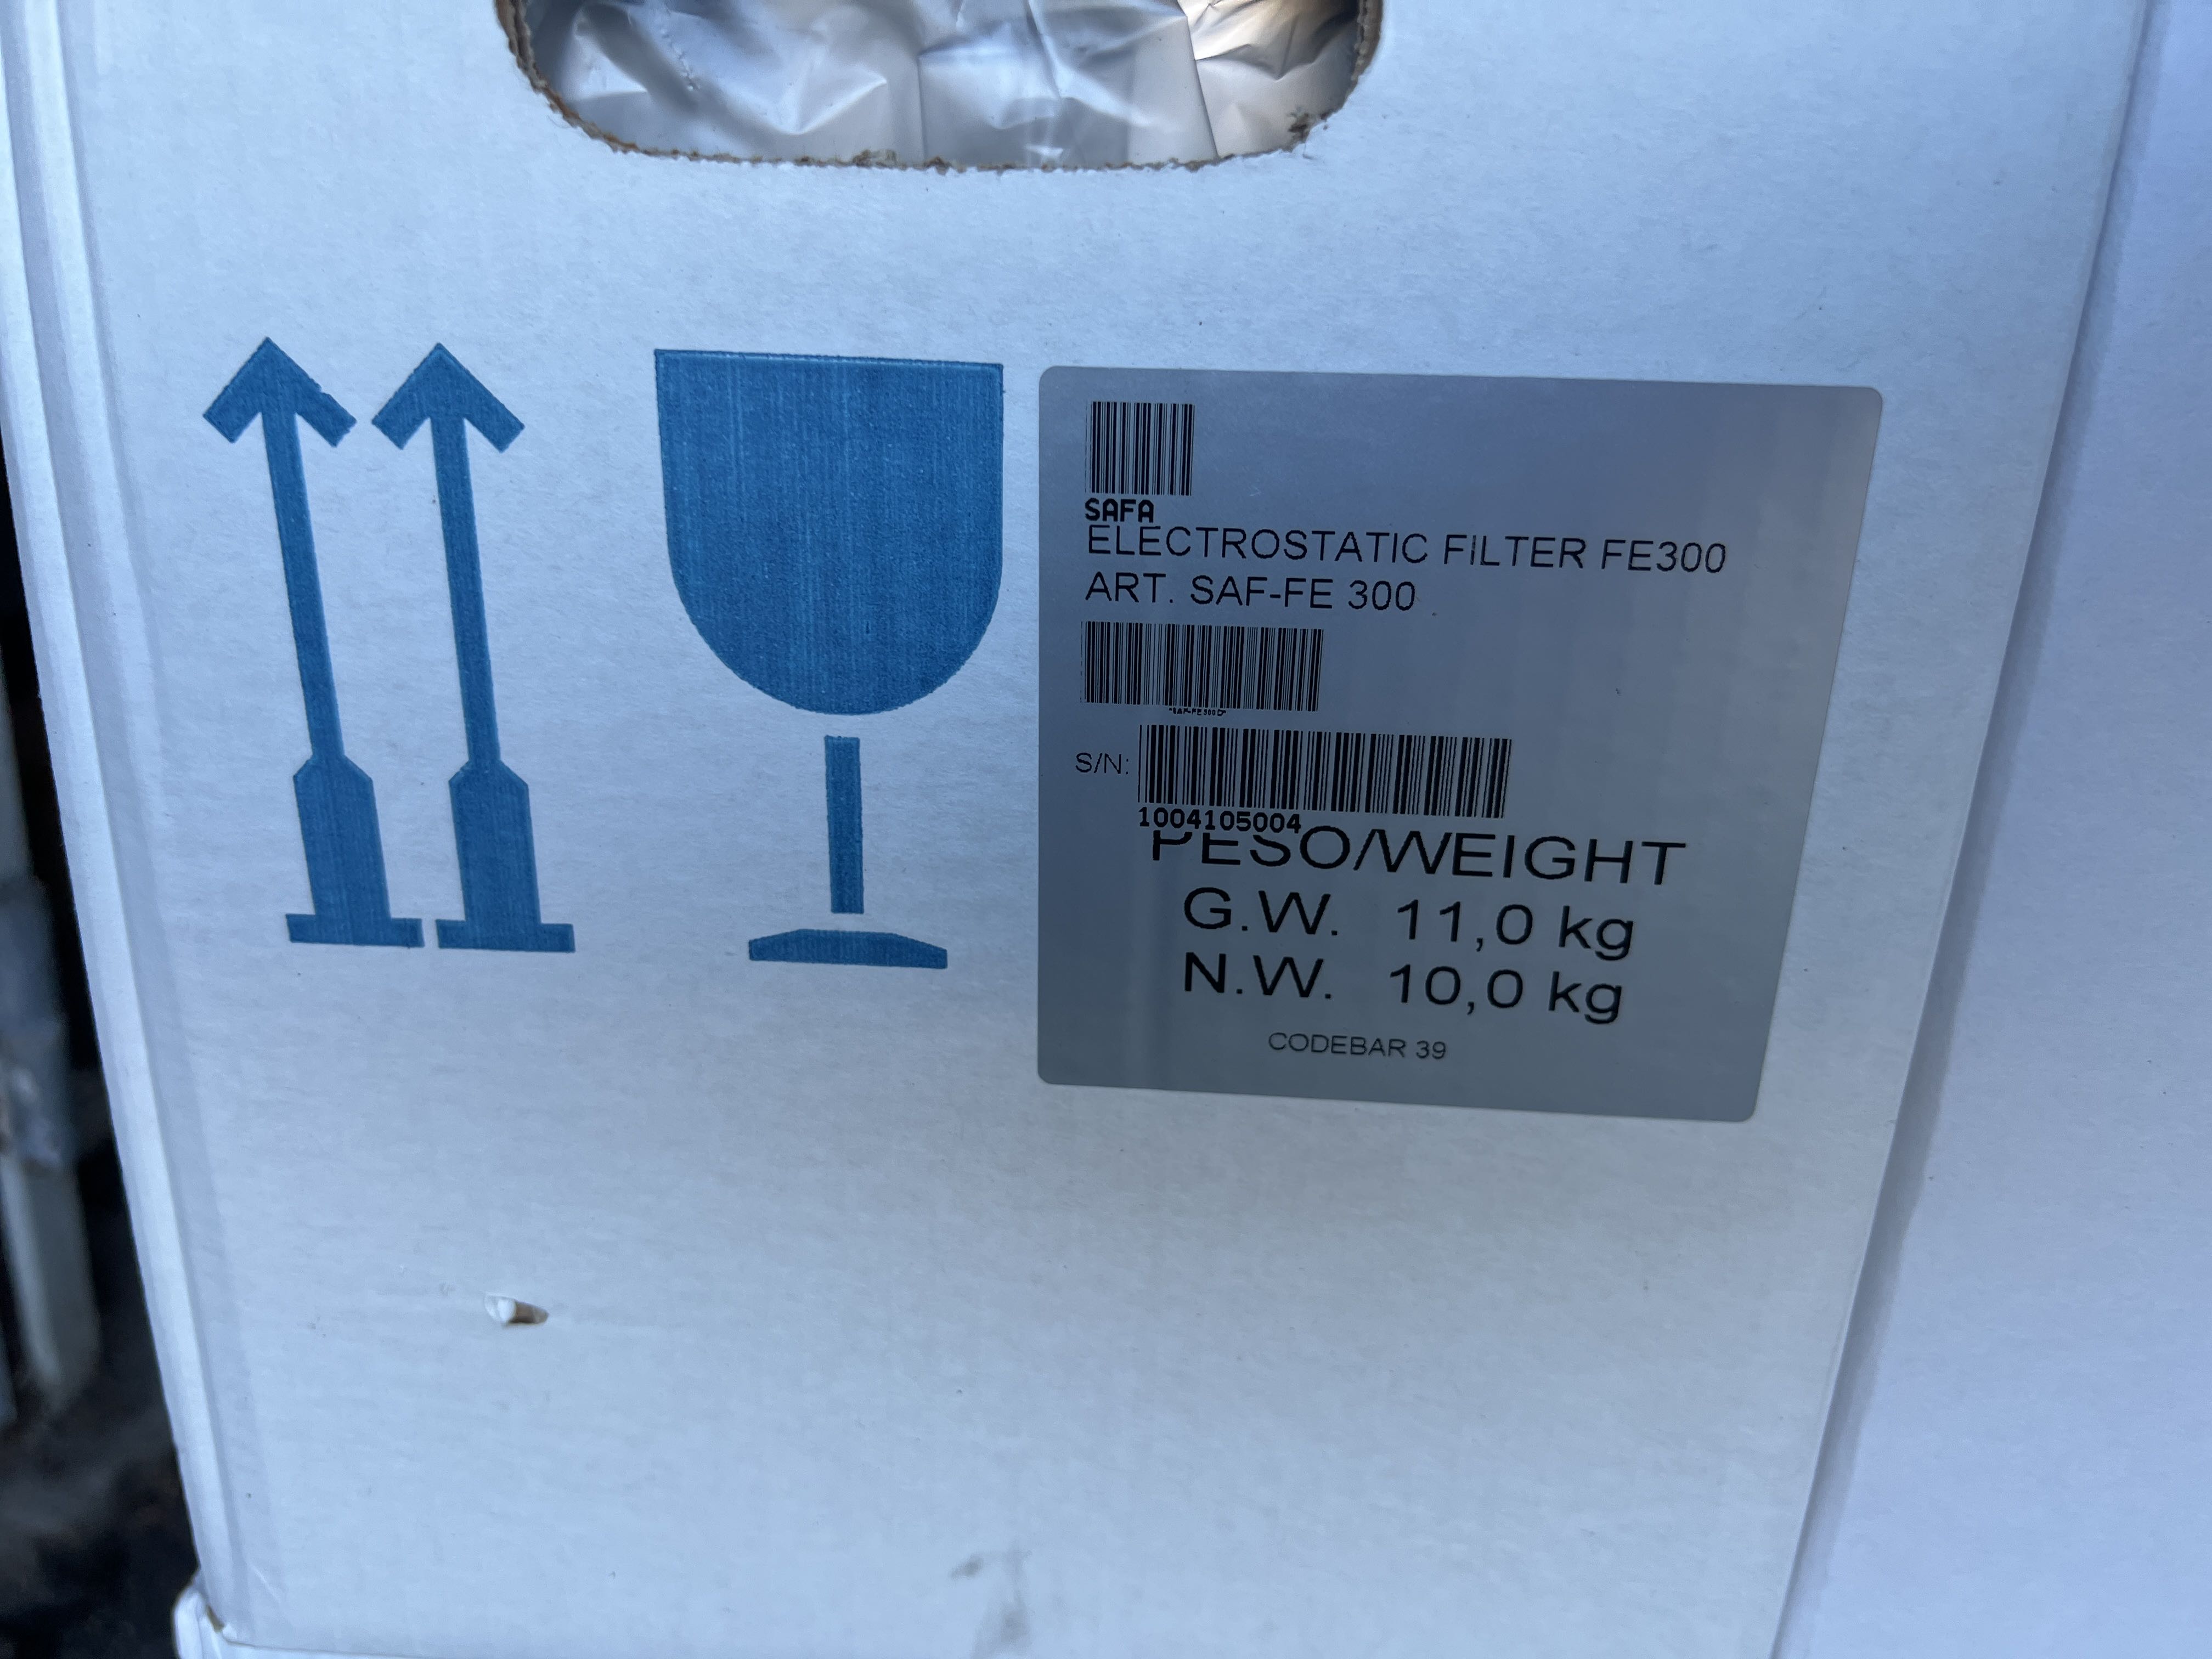 SAFA
ELECTROSTATIC FILTER FE300
ART. SAF-FE 300
S/N:
1004105004
PESO/WEIGHT
G.W. 11,0 kg
N.W. 10,0 kg
CODEBAR 39